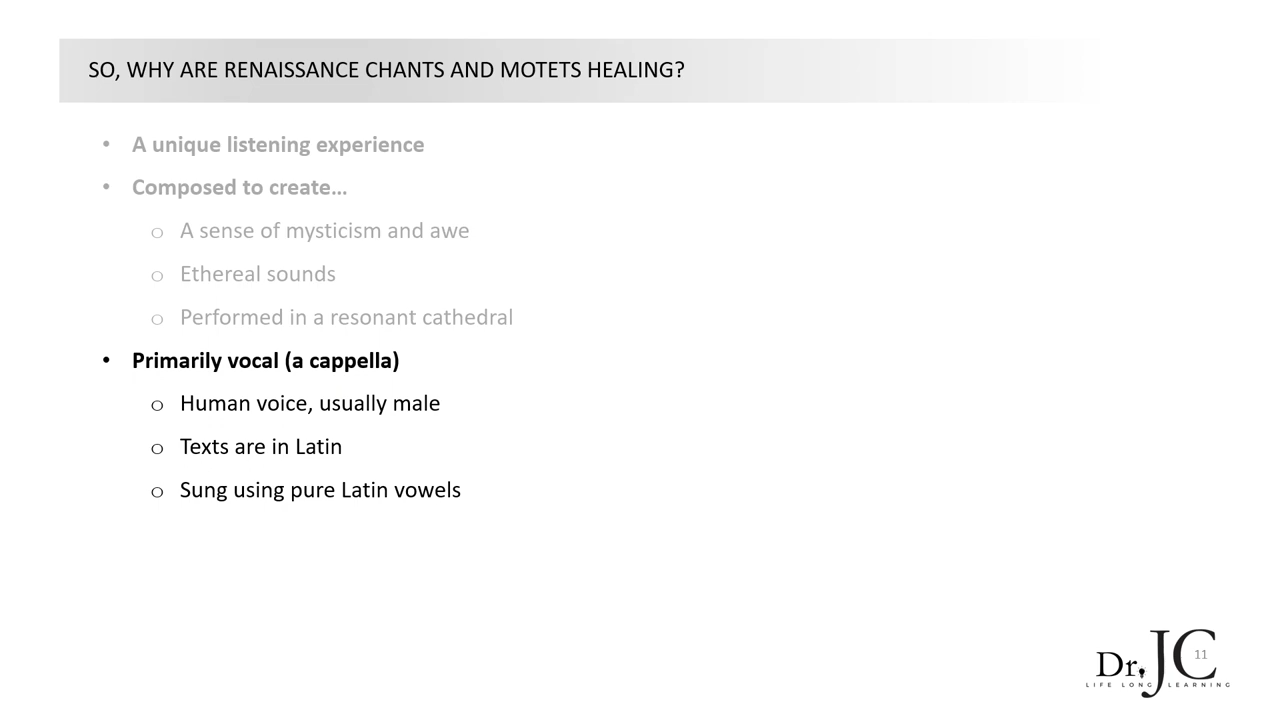 SO, WHY ARE RENAISSANCE CHANTS AND MOTETS HEALING?
• A unique listening experience
• Composed to create…
o A sense of mysticism and awe
o Ethereal sounds
o Performed in a resonant cathedral
• Primarily vocal (a cappella)
o Human voice, usually male
o Texts are in Latin
o Sung using pure Latin vowels
Dr. JC
11
LIFE LONG LEARNING